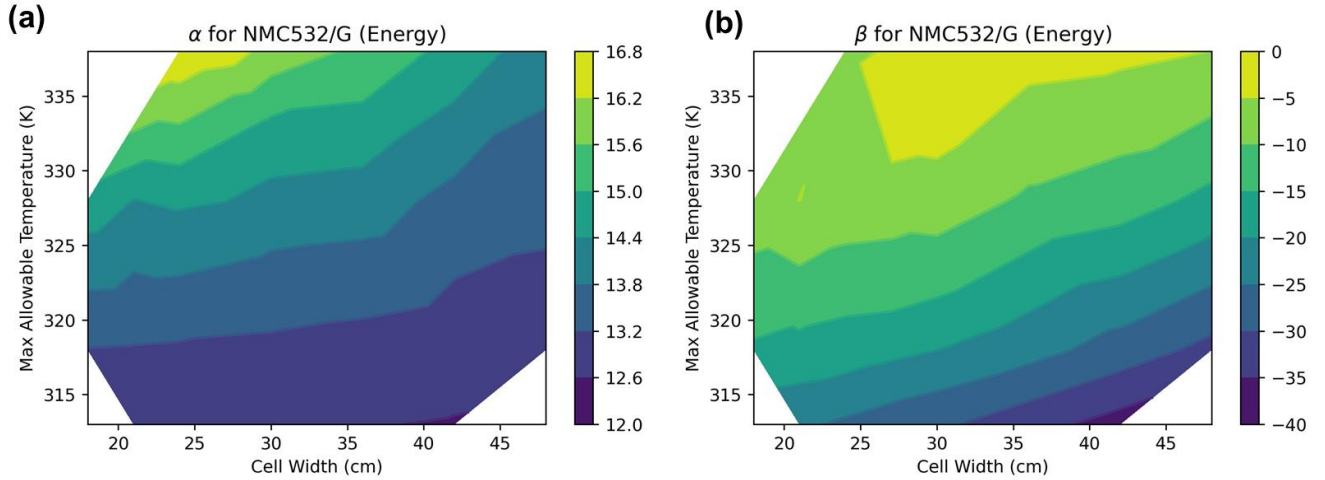 (a)
α for NMC532/G (Energy)
Max Allowable Temperature (K)
335
330
325
320
315
20 25 30 35 40 45
Cell Width (cm)
16.8
16.2
15.6
15.0
14.4
13.8
13.2
12.6
12.0
(b)
β for NMC532/G (Energy)
Max Allowable Temperature (K)
335
330
325
320
315
20 25 30 35 40 45
Cell Width (cm)
0
−5
−10
−15
−20
−25
−30
−35
−40